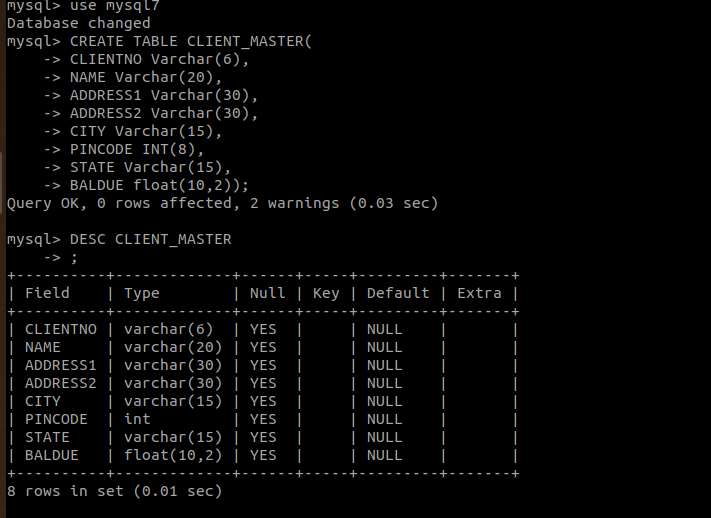 mysql> use mysql7
Database changed
mysql> CREATE TABLE CLIENT_MASTER(
    -> CLIENTNO Varchar(6),
    -> NAME Varchar(20),
    -> ADDRESS1 Varchar(30),
    -> ADDRESS2 Varchar(30),
    -> CITY Varchar(15),
    -> PINCODE INT(8),
    -> STATE Varchar(15),
    -> BALDUE float(10,2));
Query OK, 0 rows affected, 2 warnings (0.03 sec)

mysql> DESC CLIENT_MASTER
    -> ;
+----------+-------------+------+-----+---------+-------+
| Field    | Type        | Null | Key | Default | Extra |
+----------+-------------+------+-----+---------+-------+
| CLIENTNO | varchar(6)  | YES  |     | NULL    |       |
| NAME     | varchar(20) | YES  |     | NULL    |       |
| ADDRESS1 | varchar(30) | YES  |     | NULL    |       |
| ADDRESS2 | varchar(30) | YES  |     | NULL    |       |
| CITY     | varchar(15) | YES  |     | NULL    |       |
| PINCODE  | int         | YES  |     | NULL    |       |
| STATE    | varchar(15) | YES  |     | NULL    |       |
| BALDUE   | float(10,2) | YES  |     | NULL    |       |
+----------+-------------+------+-----+---------+-------+
8 rows in set (0.01 sec)